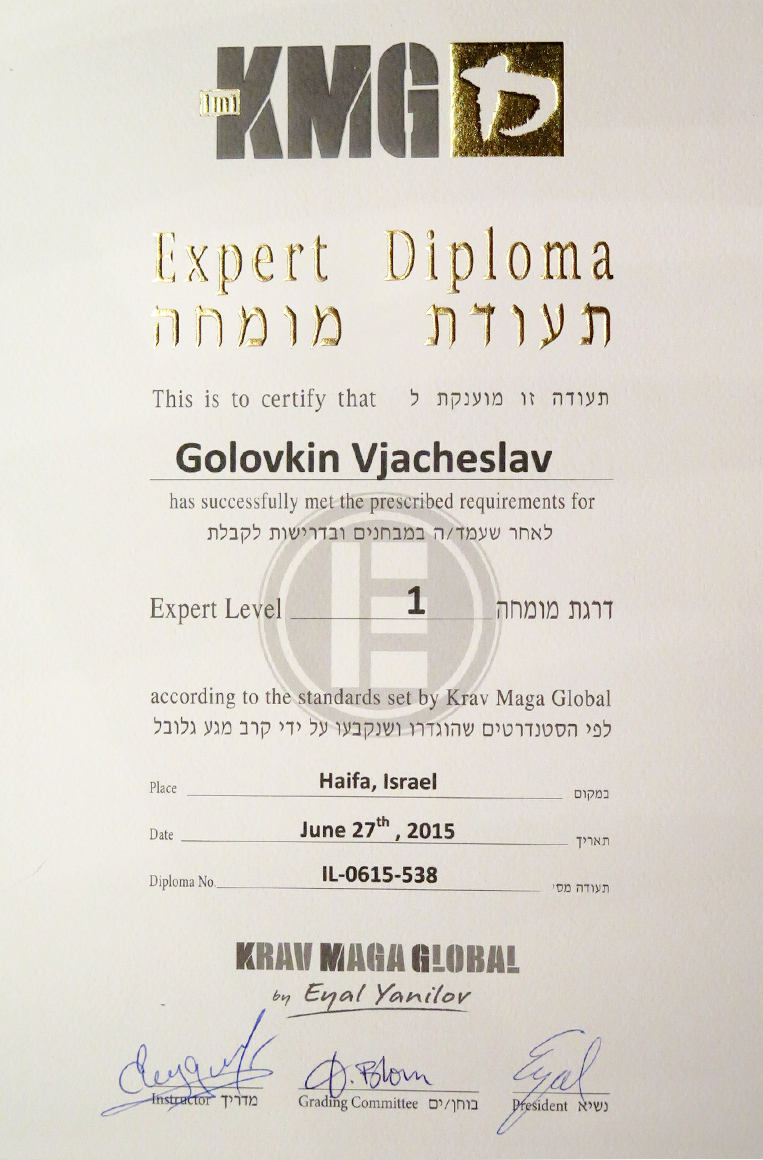 imi KMG
Expert Diploma
תעודת מומחה
This is to certify that תעודה זו מוענקת ל
Golovkin Vjacheslav
has successfully met the prescribed requirements for
לאחר שעמד/ה במבחנים ובדרישות לקבלת
Expert Level 1 דרגת מומחה
according to the standards set by Krav Maga Global
לפי הסטנדרטים שהוגדרו ושנקבעו על ידי קרב מגע גלובל
Place Haifa, Israel במקום
Date June 27th, 2015 תאריך
Diploma No. IL-0615-538 תעודה מס'
KRAV MAGA GLOBAL
by Eyal Yanilov
D. Blom Eyal
Instructor מדריך Grading Committee בוחן/ים President נשיא